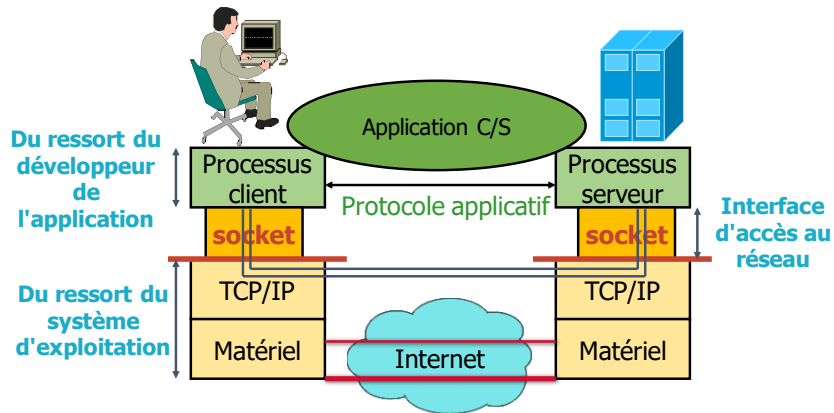 Application C/S
Du ressort du
développeur
de
l'application
Processus
client
Processus
serveur
Protocole applicatif
Interface
d'accès au
réseau
socket
socket
Du ressort du
système
d'exploitation
TCP/IP
TCP/IP
Matériel
Internet
Matériel